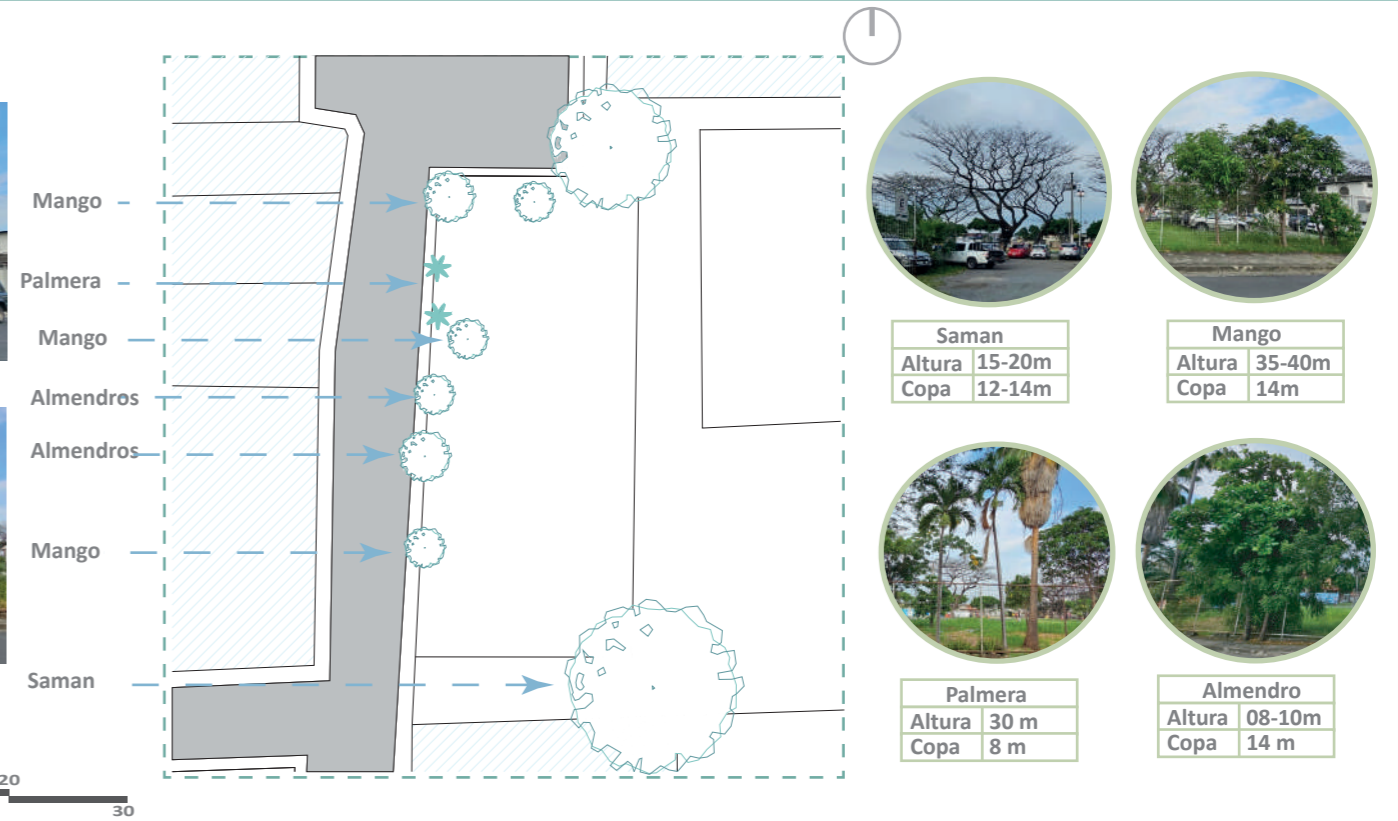 Mango
Palmera
Mango
Almendros
Almendros
Mango
Saman
20
30
Saman
Altura 15-20m
Copa 12-14m
Mango
Altura 35-40m
Copa 14m
Palmera
Altura 30 m
Copa 8 m
Almendro
Altura 08-10m
Copa 14 m